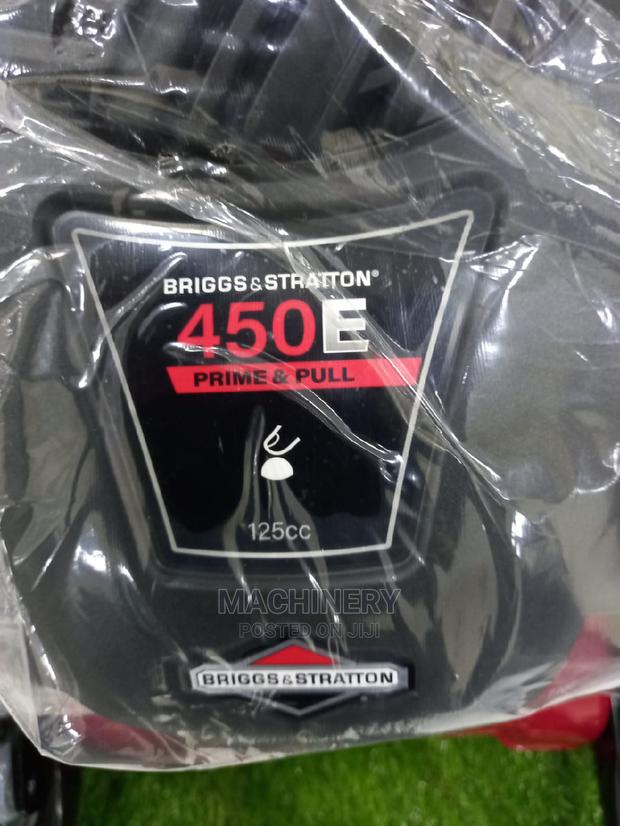 BRIGGS&STRATTON®
450E
PRIME & PULL
125cc
MACHINERY
POSTED ON JIJI
BRIGGS&STRATTON